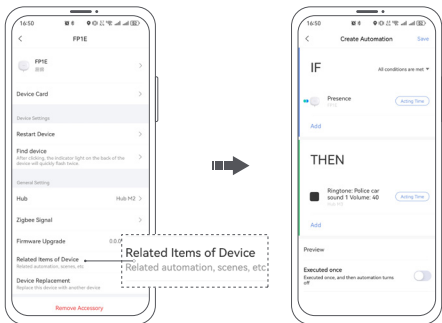 16:50
FP1E
FP1E
Device Card
Device Settings
Restart Device
Find device
After clicking, the indicator light on the back of the
device will quickly flash twice.
General Setting
Hub Hub M2
Zigbee Signal
Firmware Upgrade
Related Items of Device
Related automation, scenes, etc
Device Replacement
Replace this device with another device
Remove Accessory
Related Items of Device
Related automation, scenes, etc
16:50
Create Automation Save
IF All conditions are met
Presence Acting Time
Add
THEN
Ringtone: Police car
sound 1 Volume: 40 Acting Time
Hub M2
Add
Preview
Executed once
Executed once, and then automation turns
off